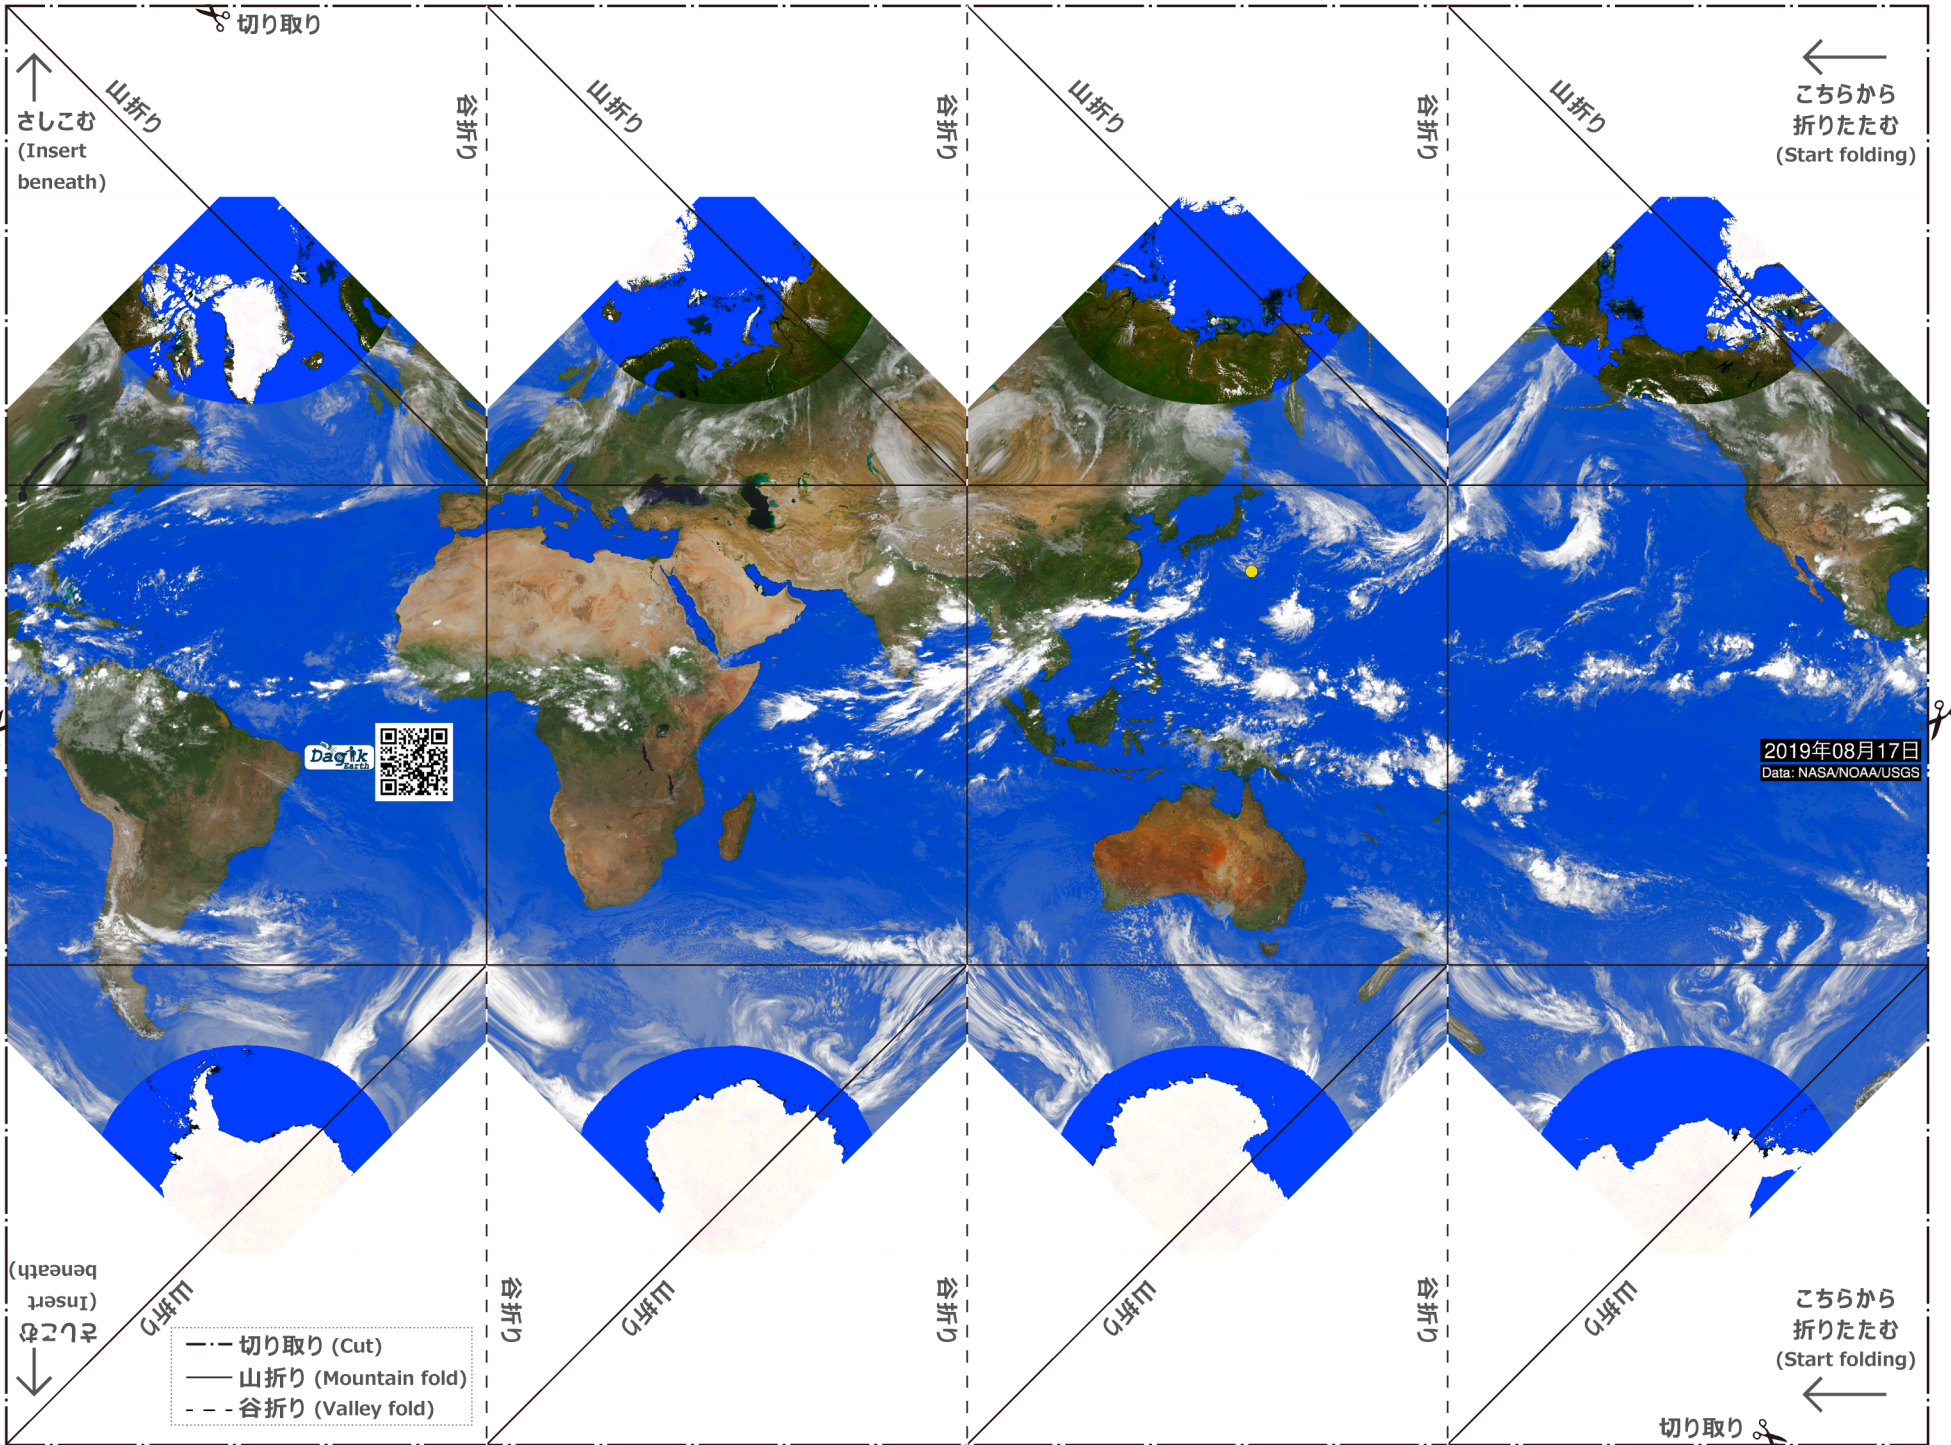 切り取り
山折り
谷折り
山折り
谷折り
山折り
谷折り
山折り
さしこむ
(Insert
beneath)
こちらから
折りたたむ
(Start folding)
Dagik
Earth
2019年08月17日
Data: NASA/NOAA/USGS
さしこむ
(Insert
beneath)
山折り
谷折り
山折り
谷折り
山折り
谷折り
山折り
こちらから
折りたたむ
(Start folding)
切り取り (Cut)
山折り (Mountain fold)
谷折り (Valley fold)
切り取り